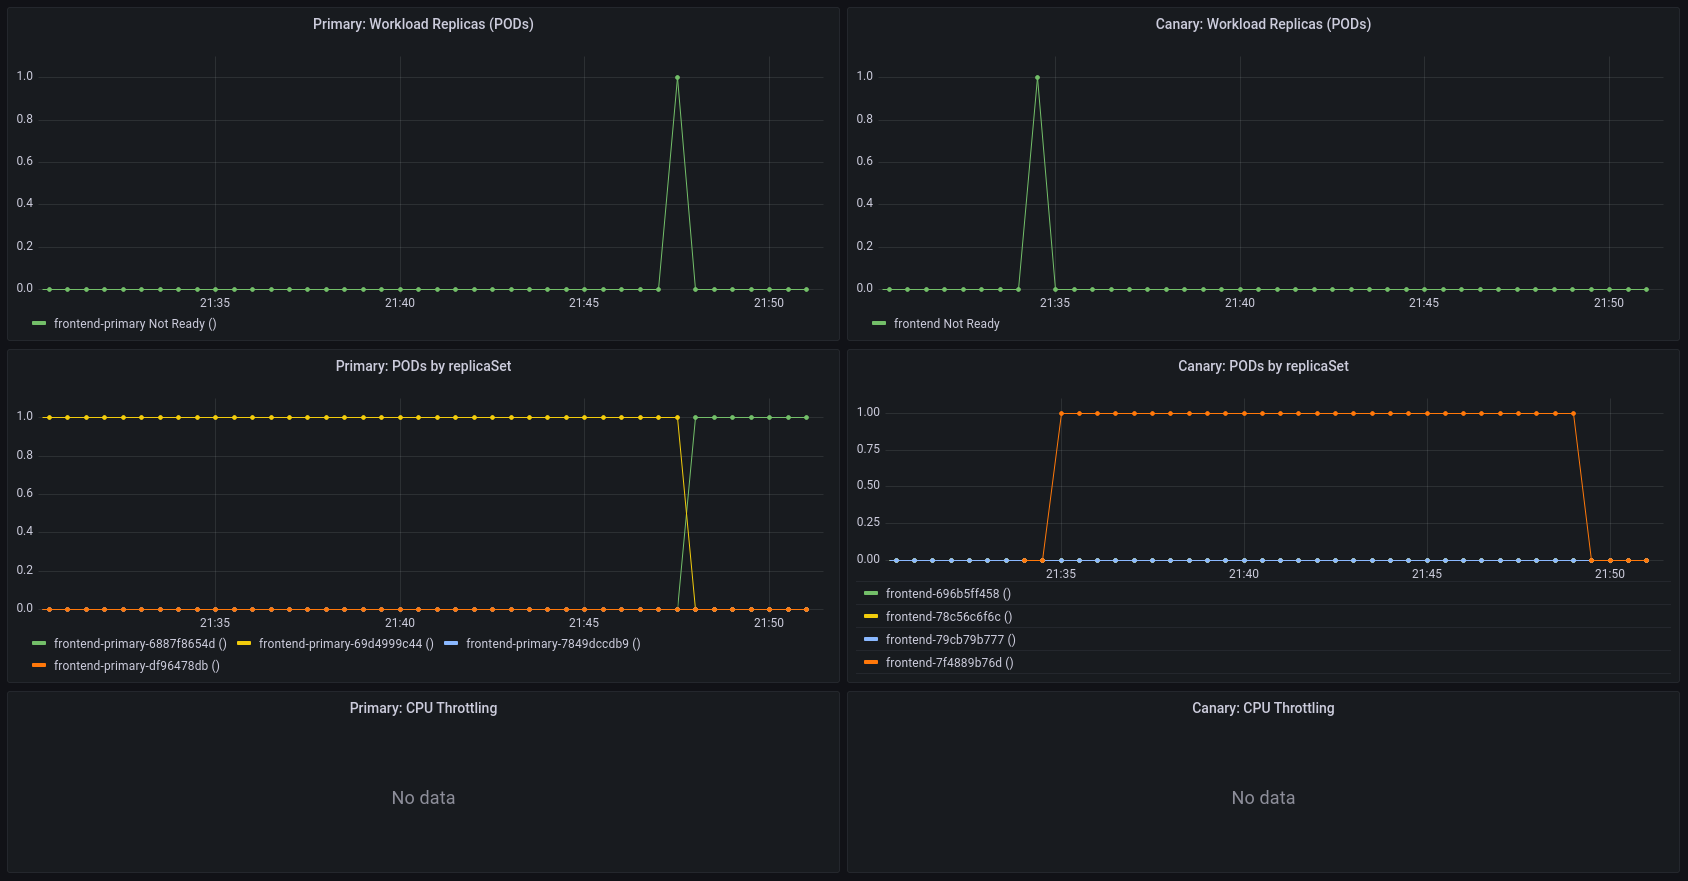 Primary: Workload Replicas (PODs)
1.0
0.8
0.6
0.4
0.2
0.0
21:35 21:40 21:45 21:50
frontend-primary Not Ready ()
Canary: Workload Replicas (PODs)
1.0
0.8
0.6
0.4
0.2
0.0
21:35 21:40 21:45 21:50
frontend Not Ready
Primary: PODs by replicaSet
1.0
0.8
0.6
0.4
0.2
0.0
21:35 21:40 21:45 21:50
frontend-primary-6887f8654d () frontend-primary-69d4999c44 () frontend-primary-7849dccdb9 ()
frontend-primary-df96478db ()
Canary: PODs by replicaSet
1.00
0.75
0.50
0.25
0.00
21:35 21:40 21:45 21:50
frontend-696b5ff458 ()
frontend-78c56c6f6c ()
frontend-79cb79b777 ()
frontend-7f4889b76d ()
Primary: CPU Throttling
No data
Canary: CPU Throttling
No data